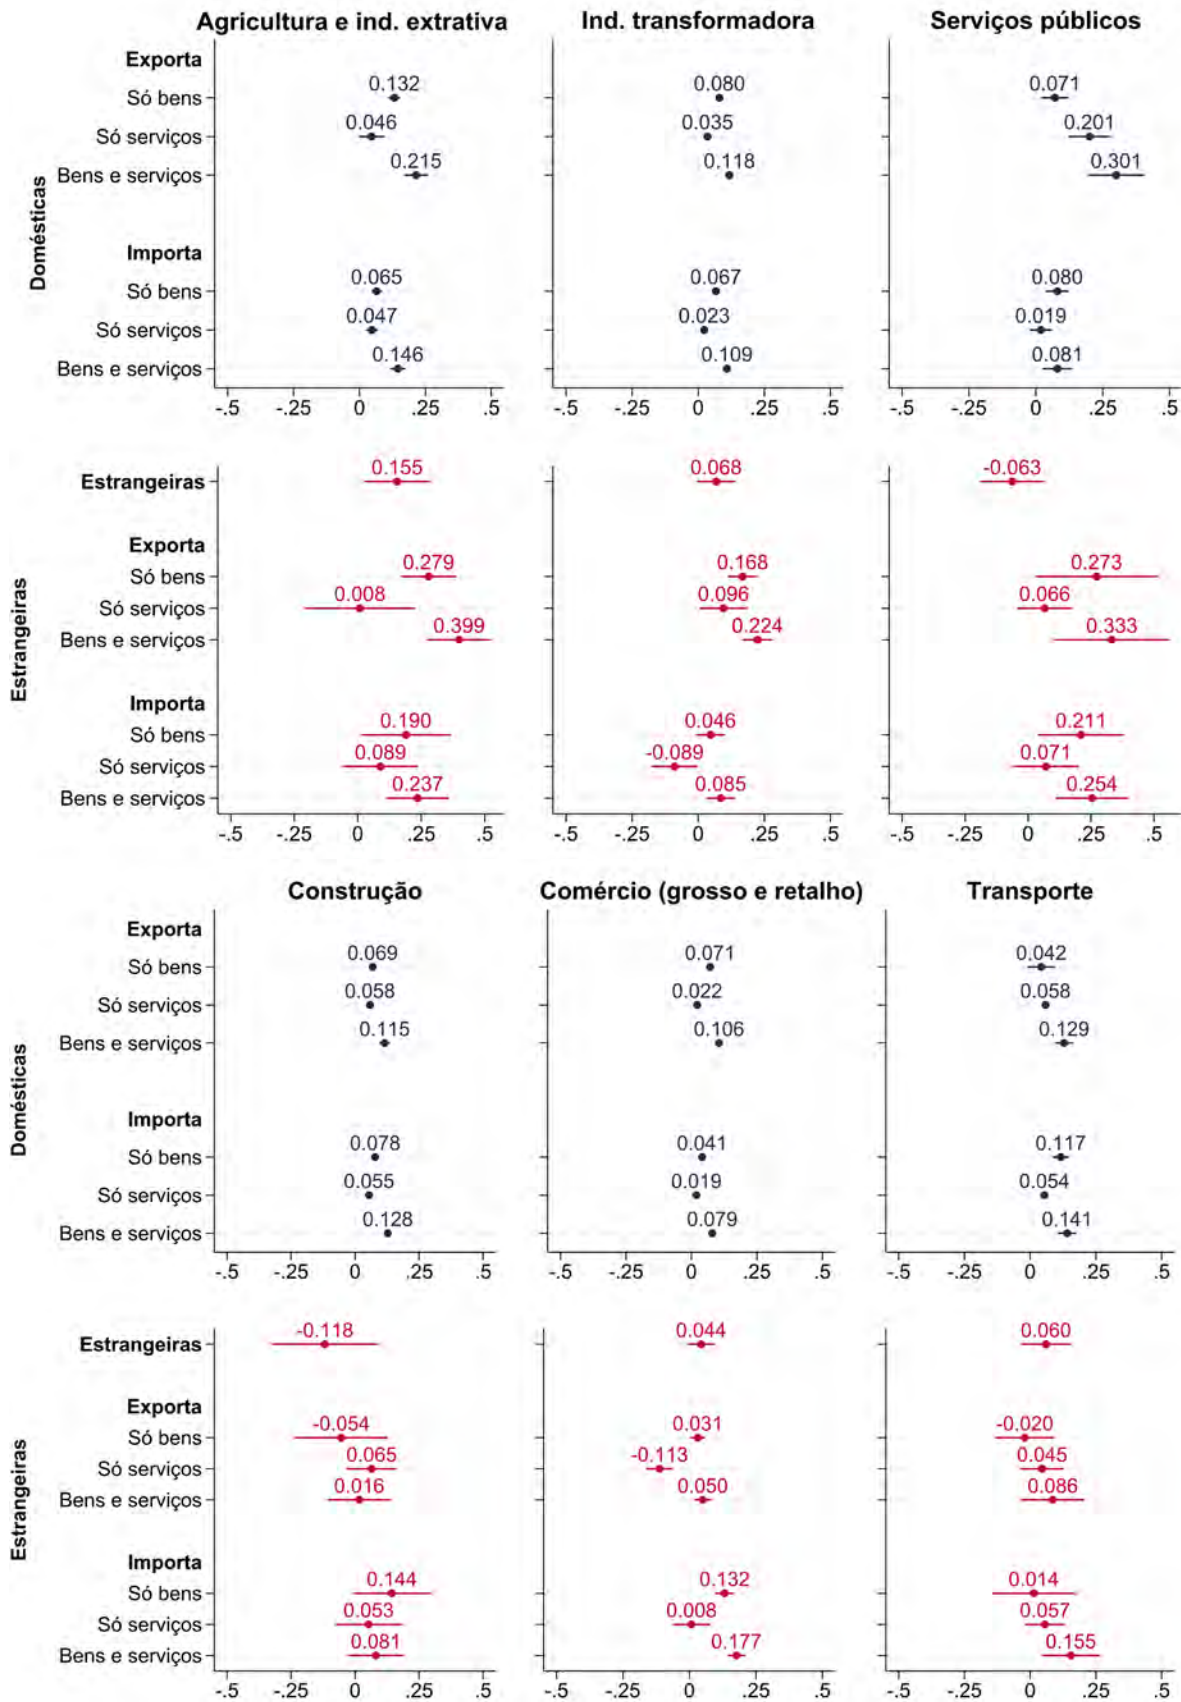 Agricultura e ind. extrativa Ind. transformadora Serviços públicos
Domésticas
Exporta
Só bens 0.132 0.080 0.071
Só serviços 0.046 0.035 0.201
Bens e serviços 0.215 0.118 0.301
Importa
Só bens 0.065 0.067 0.080
Só serviços 0.047 0.023 0.019
Bens e serviços 0.146 0.109 0.081
-.5 -.25 0 .25 .5 -.5 -.25 0 .25 .5 -.5 -.25 0 .25 .5
Estrangeiras
Estrangeiras 0.155 0.068 -0.063
Exporta
Só bens 0.279 0.168 0.273
Só serviços 0.008 0.096 0.066
Bens e serviços 0.399 0.224 0.333
Importa
Só bens 0.190 0.046 0.211
Só serviços 0.089 -0.089 0.071
Bens e serviços 0.237 0.085 0.254
-.5 -.25 0 .25 .5 -.5 -.25 0 .25 .5 -.5 -.25 0 .25 .5
Construção Comércio (grosso e retalho) Transporte
Domésticas
Exporta
Só bens 0.069 0.071 0.042
Só serviços 0.058 0.022 0.058
Bens e serviços 0.115 0.106 0.129
Importa
Só bens 0.078 0.041 0.117
Só serviços 0.055 0.019 0.054
Bens e serviços 0.128 0.079 0.141
-.5 -.25 0 .25 .5 -.5 -.25 0 .25 .5 -.5 -.25 0 .25 .5
Estrangeiras
Estrangeiras -0.118 0.044 0.060
Exporta
Só bens -0.054 0.031 -0.020
Só serviços 0.065 -0.113 0.045
Bens e serviços 0.016 0.050 0.086
Importa
Só bens 0.144 0.132 0.014
Só serviços 0.053 0.008 0.057
Bens e serviços 0.081 0.177 0.155
-.5 -.25 0 .25 .5 -.5 -.25 0 .25 .5 -.5 -.25 0 .25 .5